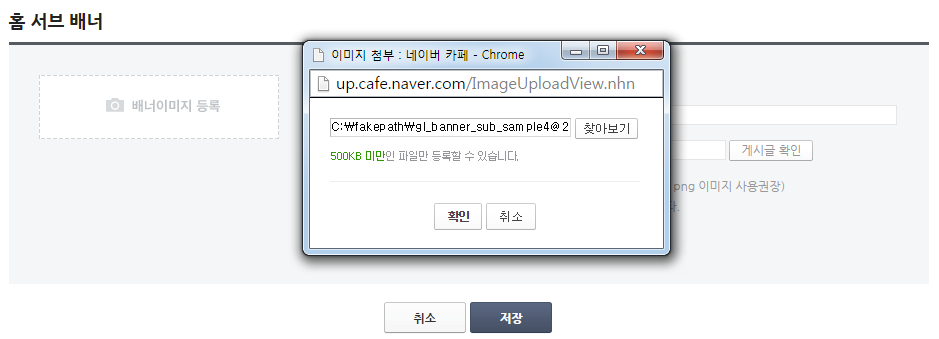 홈 서브 배너
이미지 첨부 : 네이버 카페 - Chrome
up.cafe.naver.com/ImageUploadView.nhn
배너이미지 등록
C:₩fakepath₩gl_banner_sub_sample4@2
찾아보기
500KB 미만인 파일만 등록할 수 있습니다.
게시글 확인
png 이미지 사용권장)
확인
취소
취소
저장